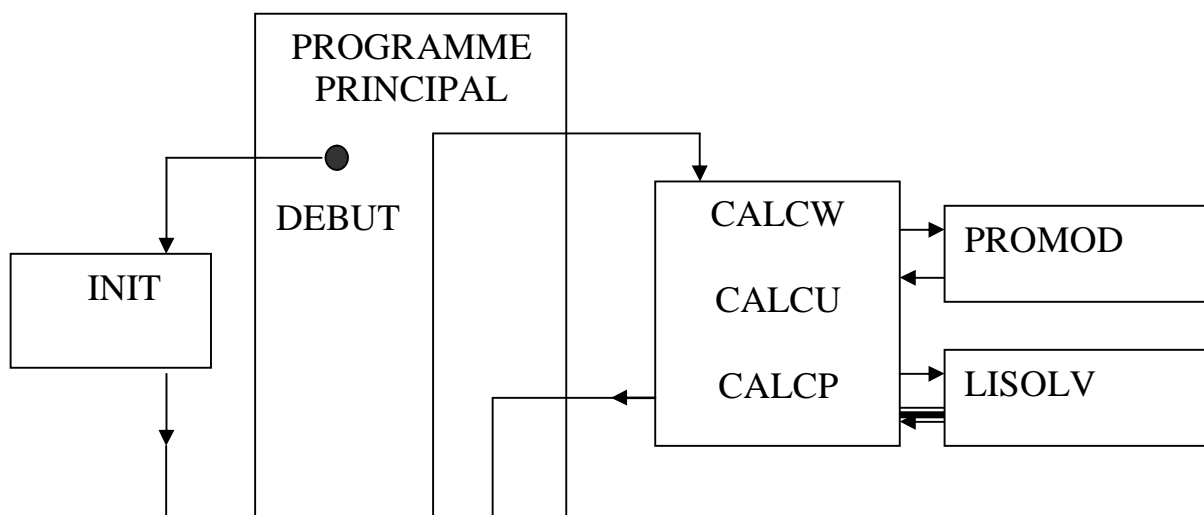 PROGRAMME
PRINCIPAL
DEBUT
INIT
CALCW
CALCU
CALCP
PROMOD
LISOLV